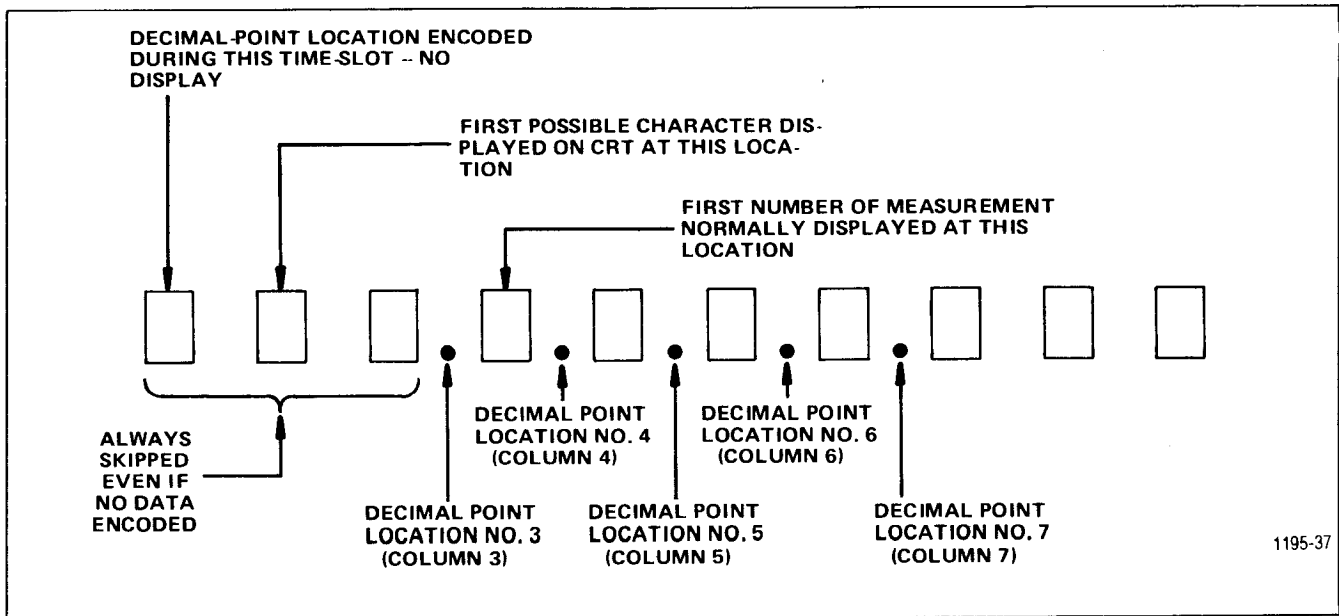 DECIMAL-POINT LOCATION ENCODED
DURING THIS TIME-SLOT -- NO
DISPLAY
FIRST POSSIBLE CHARACTER DIS-
PLAYED ON CRT AT THIS LOCA-
TION
FIRST NUMBER OF MEASUREMENT
NORMALLY DISPLAYED AT THIS
LOCATION
ALWAYS
SKIPPED
EVEN IF
NO DATA
ENCODED
DECIMAL POINT
LOCATION NO. 3
(COLUMN 3)
DECIMAL POINT
LOCATION NO. 4
(COLUMN 4)
DECIMAL POINT
LOCATION NO. 5
(COLUMN 5)
DECIMAL POINT
LOCATION NO. 6
(COLUMN 6)
DECIMAL POINT
LOCATION NO. 7
(COLUMN 7)
1195-37